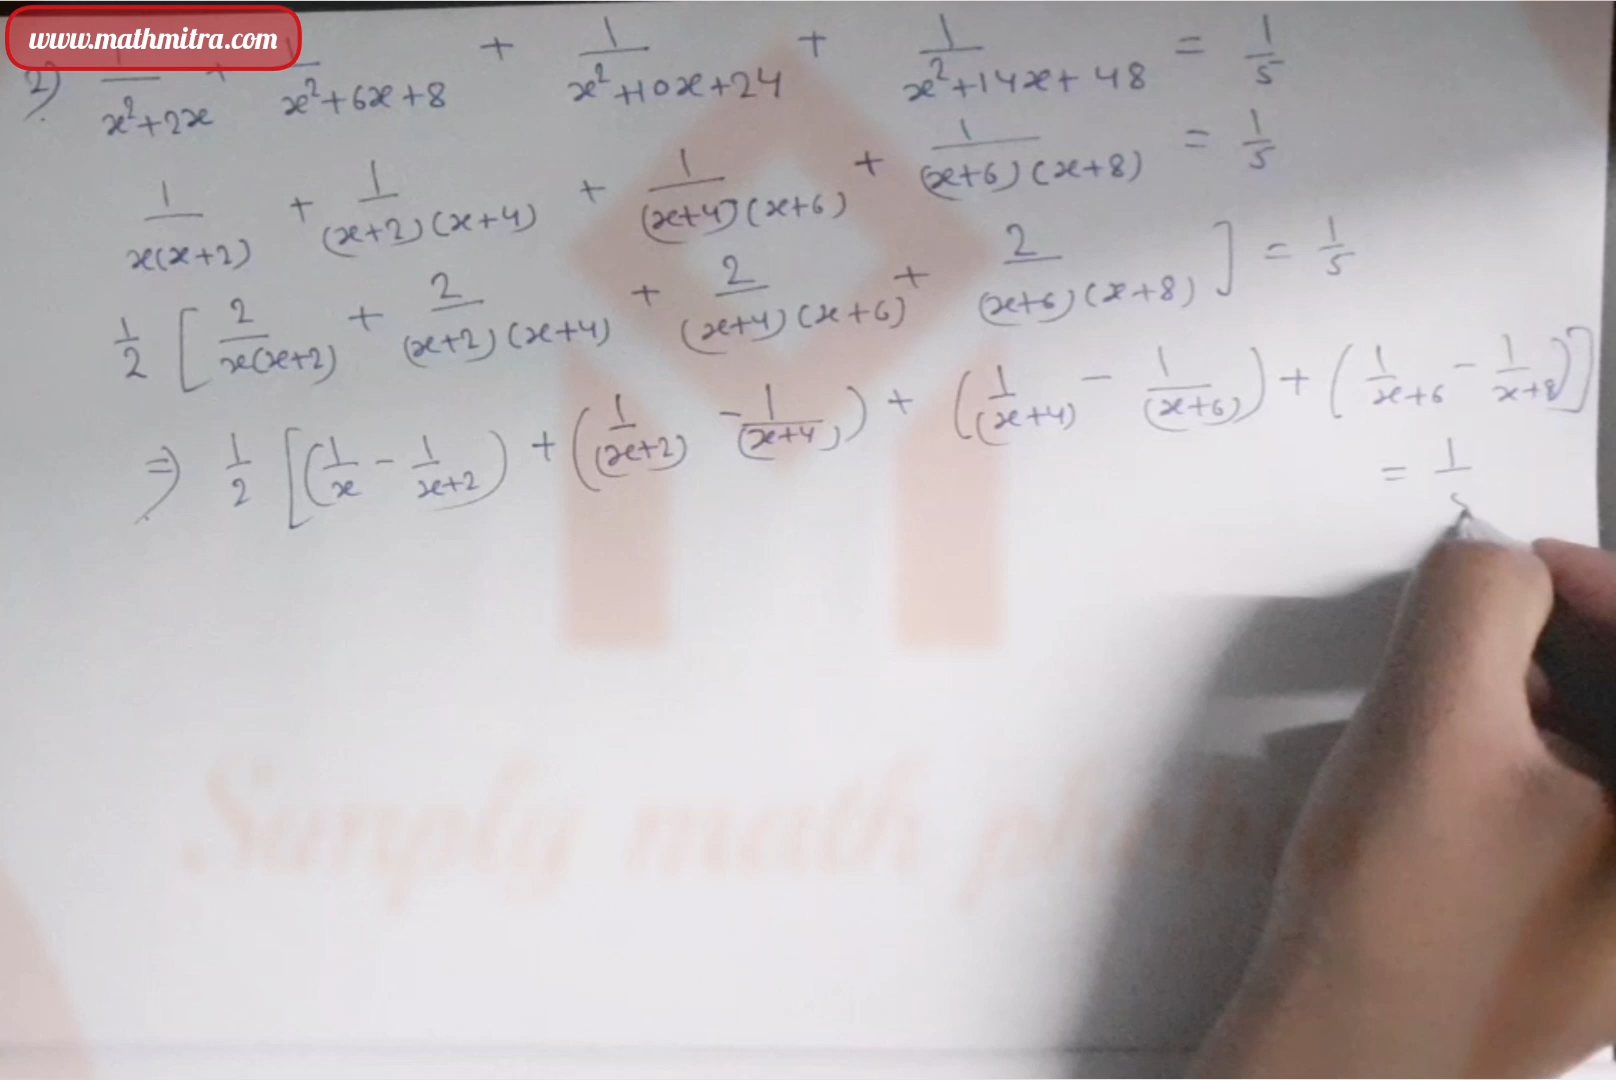 www.mathmitra.com
2) 1/(x²+2x) + 1/(x²+6x+8) + 1/(x²+10x+24) + 1/(x²+14x+48) = 1/5
1/(x(x+2)) + 1/((x+2)(x+4)) + 1/((x+4)(x+6)) + 1/((x+6)(x+8)) = 1/5
1/2 [ 2/(x(x+2)) + 2/((x+2)(x+4)) + 2/((x+4)(x+6)) + 2/((x+6)(x+8)) ] = 1/5
⇒ 1/2 [ (1/x - 1/(x+2)) + (1/(x+2) - 1/(x+4)) + (1/(x+4) - 1/(x+6)) + (1/(x+6) - 1/(x+8)) ]
= 1/5
Simply math